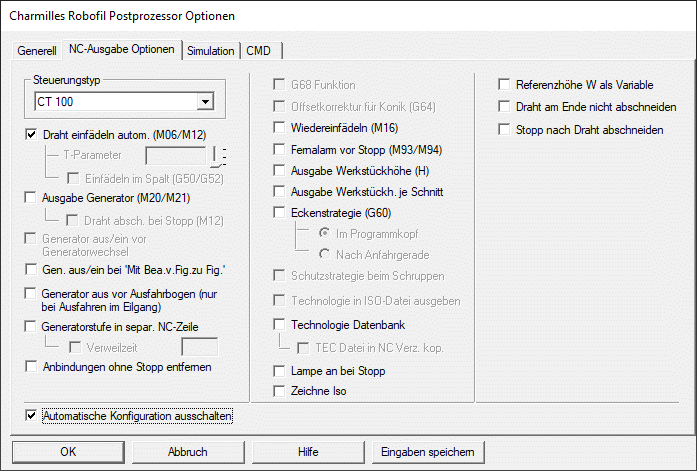 Charmilles Robofil Postprozessor Optionen
Generell NC-Ausgabe Optionen Simulation CMD
Steuerungstyp
CT 100
Draht einfädeln autom. (M06/M12)
T-Parameter
Einfädeln im Spalt (G50/G52)
Ausgabe Generator (M20/M21)
Draht absch. bei Stopp (M12)
Generator aus/ein vor
Generatorwechsel
Gen. aus/ein bei 'Mit Bea.v.Fig.zu Fig.'
Generator aus vor Ausfahrbogen (nur
bei Ausfahren im Eilgang)
Generatorstufe in separ. NC-Zeile
Verweilzeit
Anbindungen ohne Stopp entfernen
G68 Funktion
Offsetkorrektur für Konik (G64)
Wiedereinfädeln (M16)
Fernalarm vor Stopp (M93/M94)
Ausgabe Werkstückhöhe (H)
Ausgabe Werkstückh. je Schnitt
Eckenstrategie (G60)
Im Programmkopf
Nach Anfahrgerade
Schutzstrategie beim Schruppen
Technologie in ISO-Datei ausgeben
Technologie Datenbank
TEC Datei in NC Verz. kop.
Lampe an bei Stopp
Zeichne Iso
Referenzhöhe W als Variable
Draht am Ende nicht abschneiden
Stopp nach Draht abschneiden
Automatische Konfiguration ausschalten
OK Abbruch Hilfe Eingaben speichern